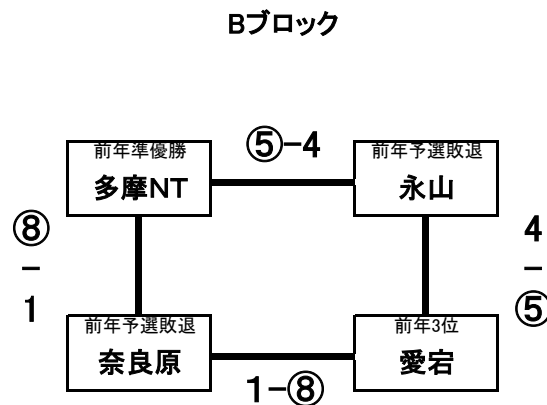 Bブロック
前年準優勝
多摩NT
⑤-4
前年予選敗退
永山
⑧
-
1
4
-
⑤
前年予選敗退
奈良原
1-⑧
前年3位
愛宕